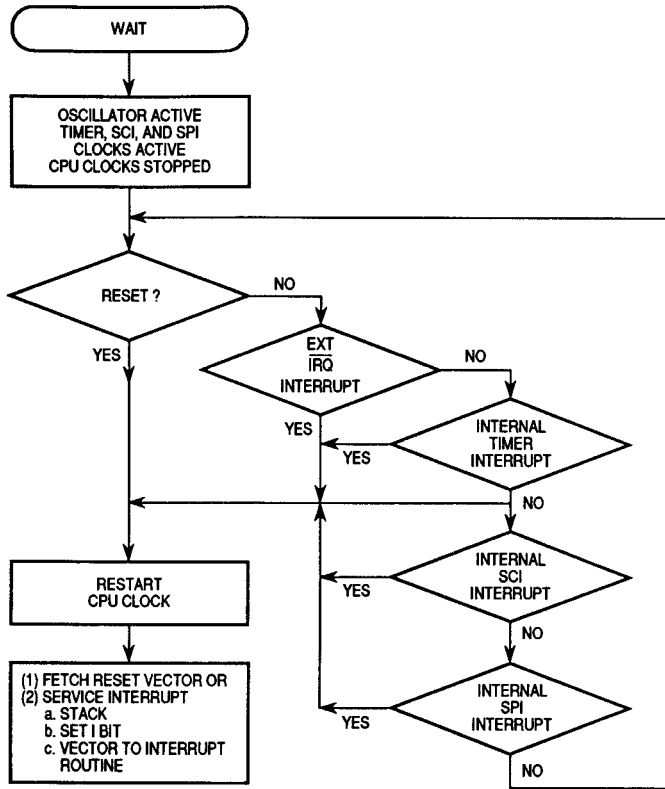 WAIT
OSCILLATOR ACTIVE
TIMER, SCI, AND SPI
CLOCKS ACTIVE
CPU CLOCKS STOPPED
RESET ?
NO
YES
EXT
IRQ
INTERRUPT
NO
YES
INTERNAL
TIMER
INTERRUPT
YES
NO
INTERNAL
SCI
INTERRUPT
YES
NO
RESTART
CPU CLOCK
INTERNAL
SPI
INTERRUPT
YES
NO
(1) FETCH RESET VECTOR OR
(2) SERVICE INTERRUPT
a. STACK
b. SET I BIT
c. VECTOR TO INTERRUPT
ROUTINE